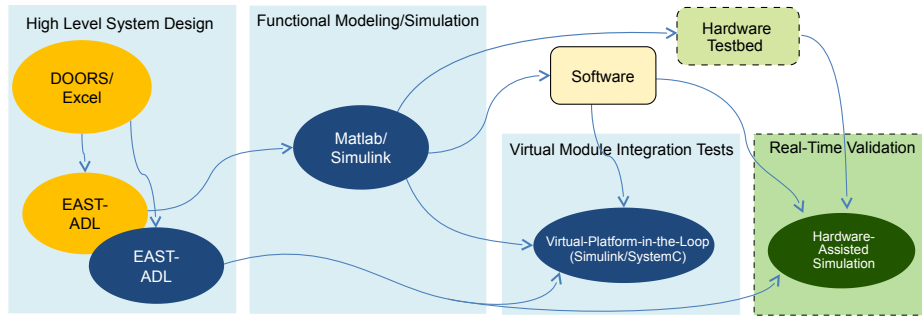 High Level System Design
DOORS/
Excel
EAST-
ADL
EAST-
ADL
Functional Modeling/Simulation
Matlab/
Simulink
Software
Hardware
Testbed
Virtual Module Integration Tests
Virtual-Platform-in-the-Loop
(Simulink/SystemC)
Real-Time Validation
Hardware-
Assisted
Simulation